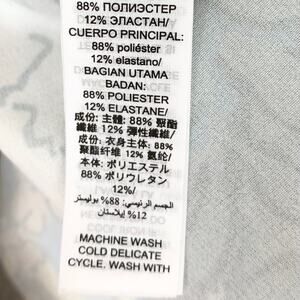 88% ПОЛИЭСТЕР
12% ЭЛАСТАН/
CUERPO PRINCIPAL:
88% poliéster
12% elastano/
BAGIAN UTAMA
BADAN:
88% POLIESTER
12% ELASTANE/
成份: 主體: 88% 聚酯
纖維 12% 彈性纖維/
成份: 衣身主体: 88%
聚酯纤维 12% 氨纶/
本体: ポリエステル
88% ポリウレタン
12%/
الجسم الرئيسي: 88% بوليستر
12% إيلاستان
MACHINE WASH
COLD DELICATE
CYCLE. WASH WITH